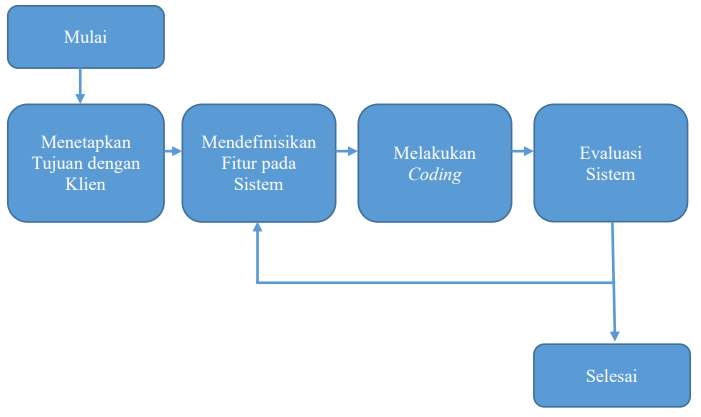 Mulai
Menetapkan
Tujuan dengan
Klien
Mendefinisikan
Fitur pada
Sistem
Melakukan
Coding
Evaluasi
Sistem
Selesai